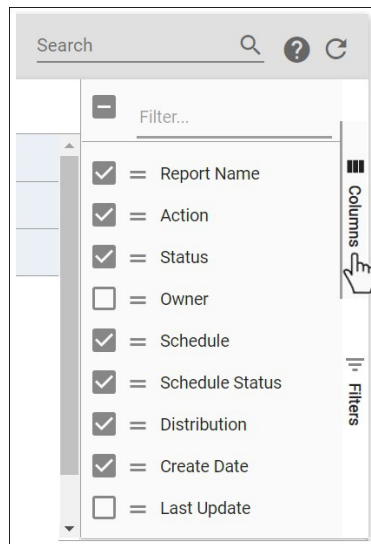 Search
Filter...
Report Name
Action
Status
Owner
Schedule
Schedule Status
Distribution
Create Date
Last Update
Columns
Filters